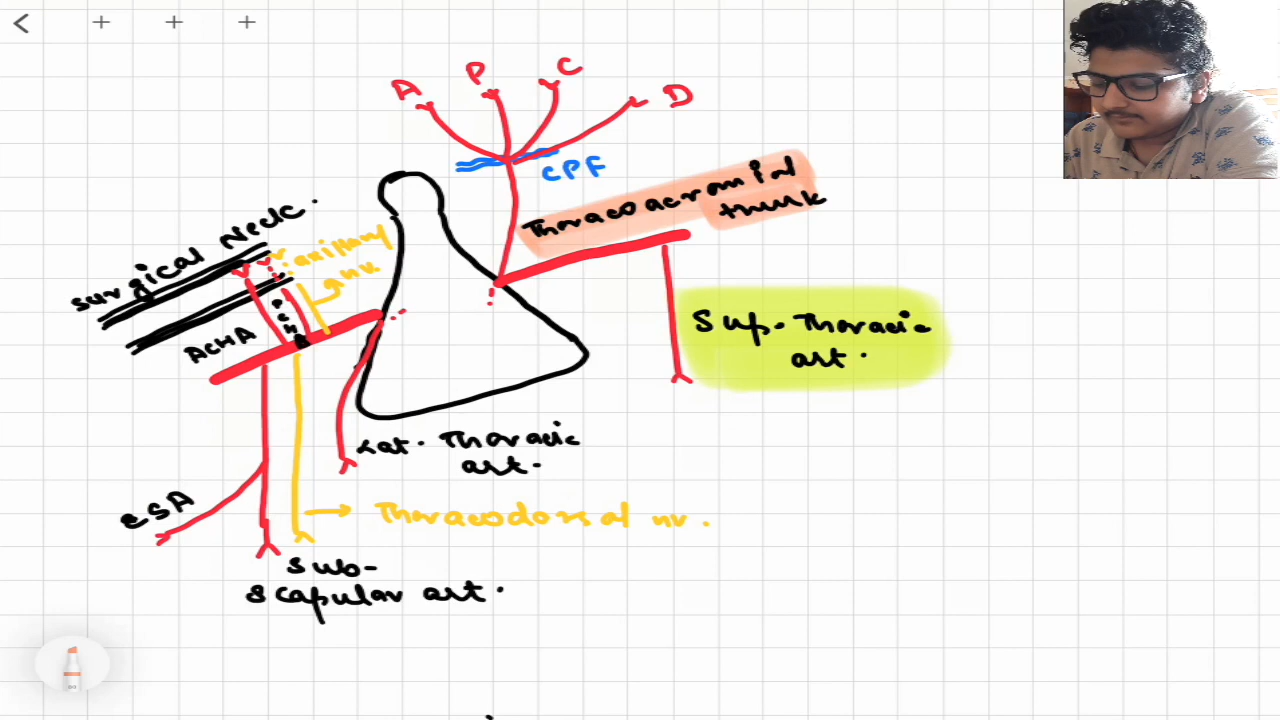 A
P
C
D
CPF
Thoracoacromial
trunk
surgical Neck.
axillary
nv
ACHA
PCHA
Sup. Thoracic
art.
Lat. Thoracic
art.
CSA
Thoracodorsal nv.
Sub-
scapular art.